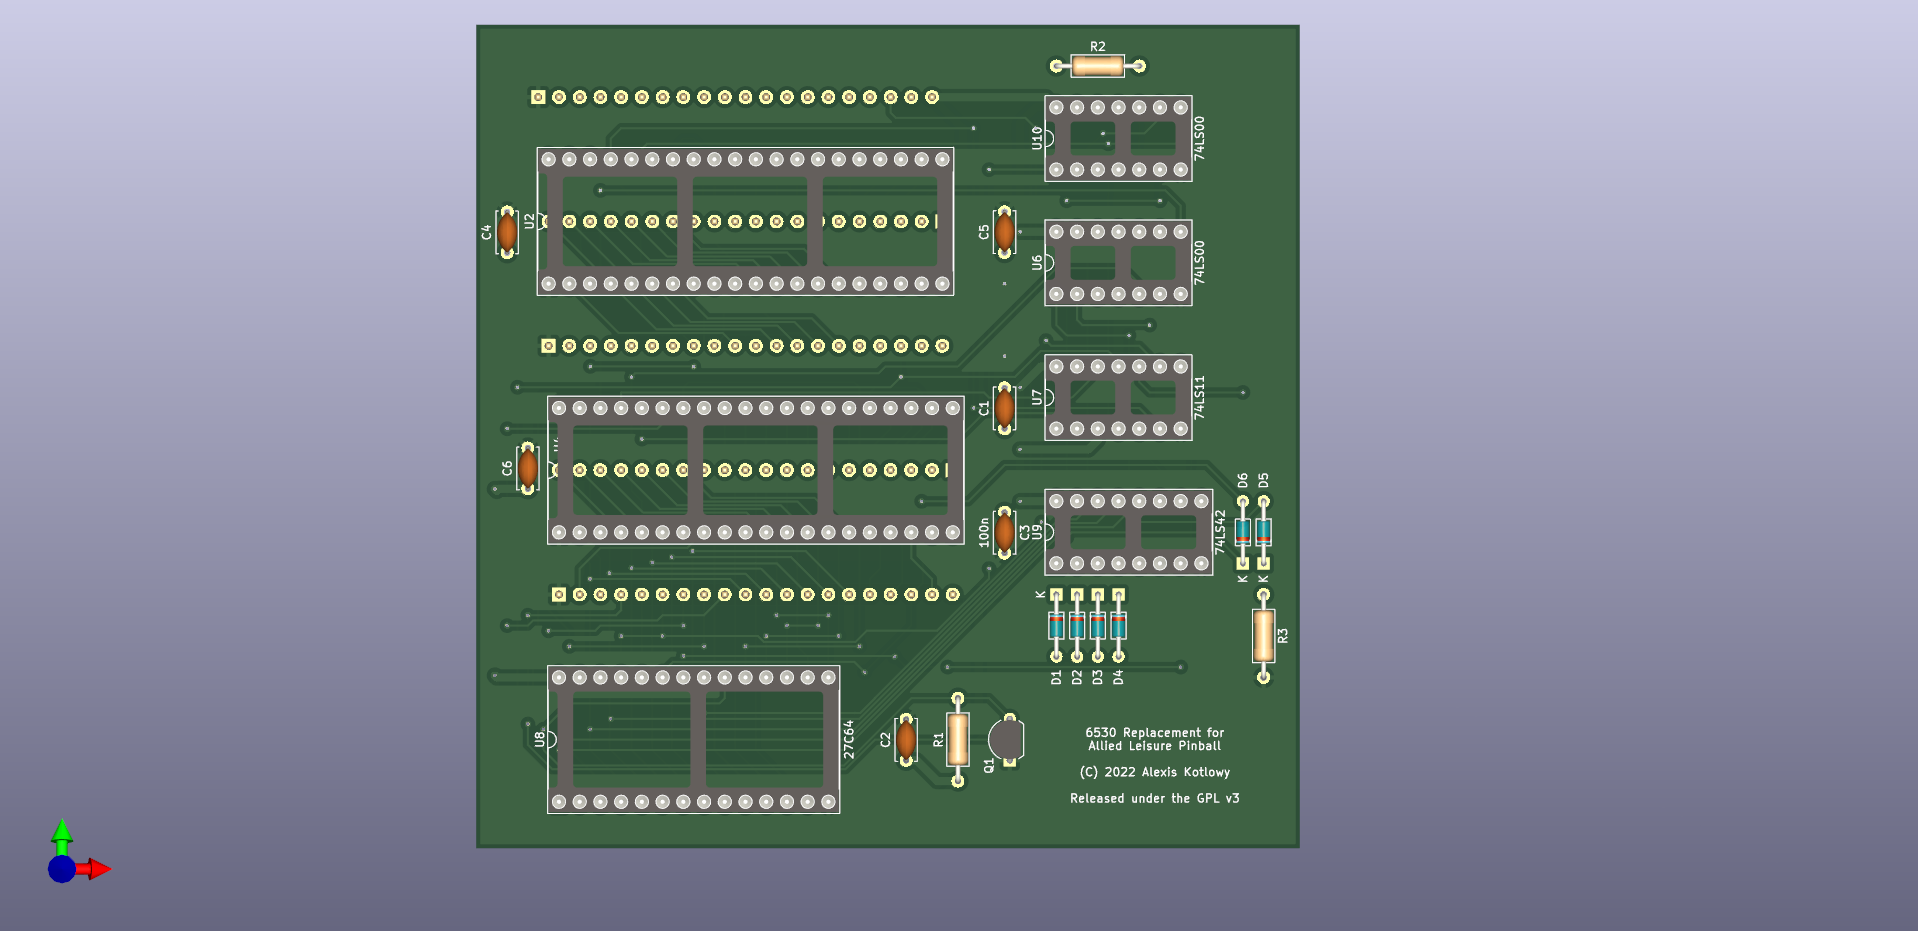 R2
U10
74LS00
C4
U2
C5
U6
74LS00
C1
U7
74LS11
C6
D6
D5
100n
C3
U9
74LS42
K
K
K
R3
D1
D2
D3
D4
U8
27C64
C2
R1
Q1
6530 Replacement for
Allied Leisure Pinball
(C) 2022 Alexis Kotlowy
Released under the GPL v3